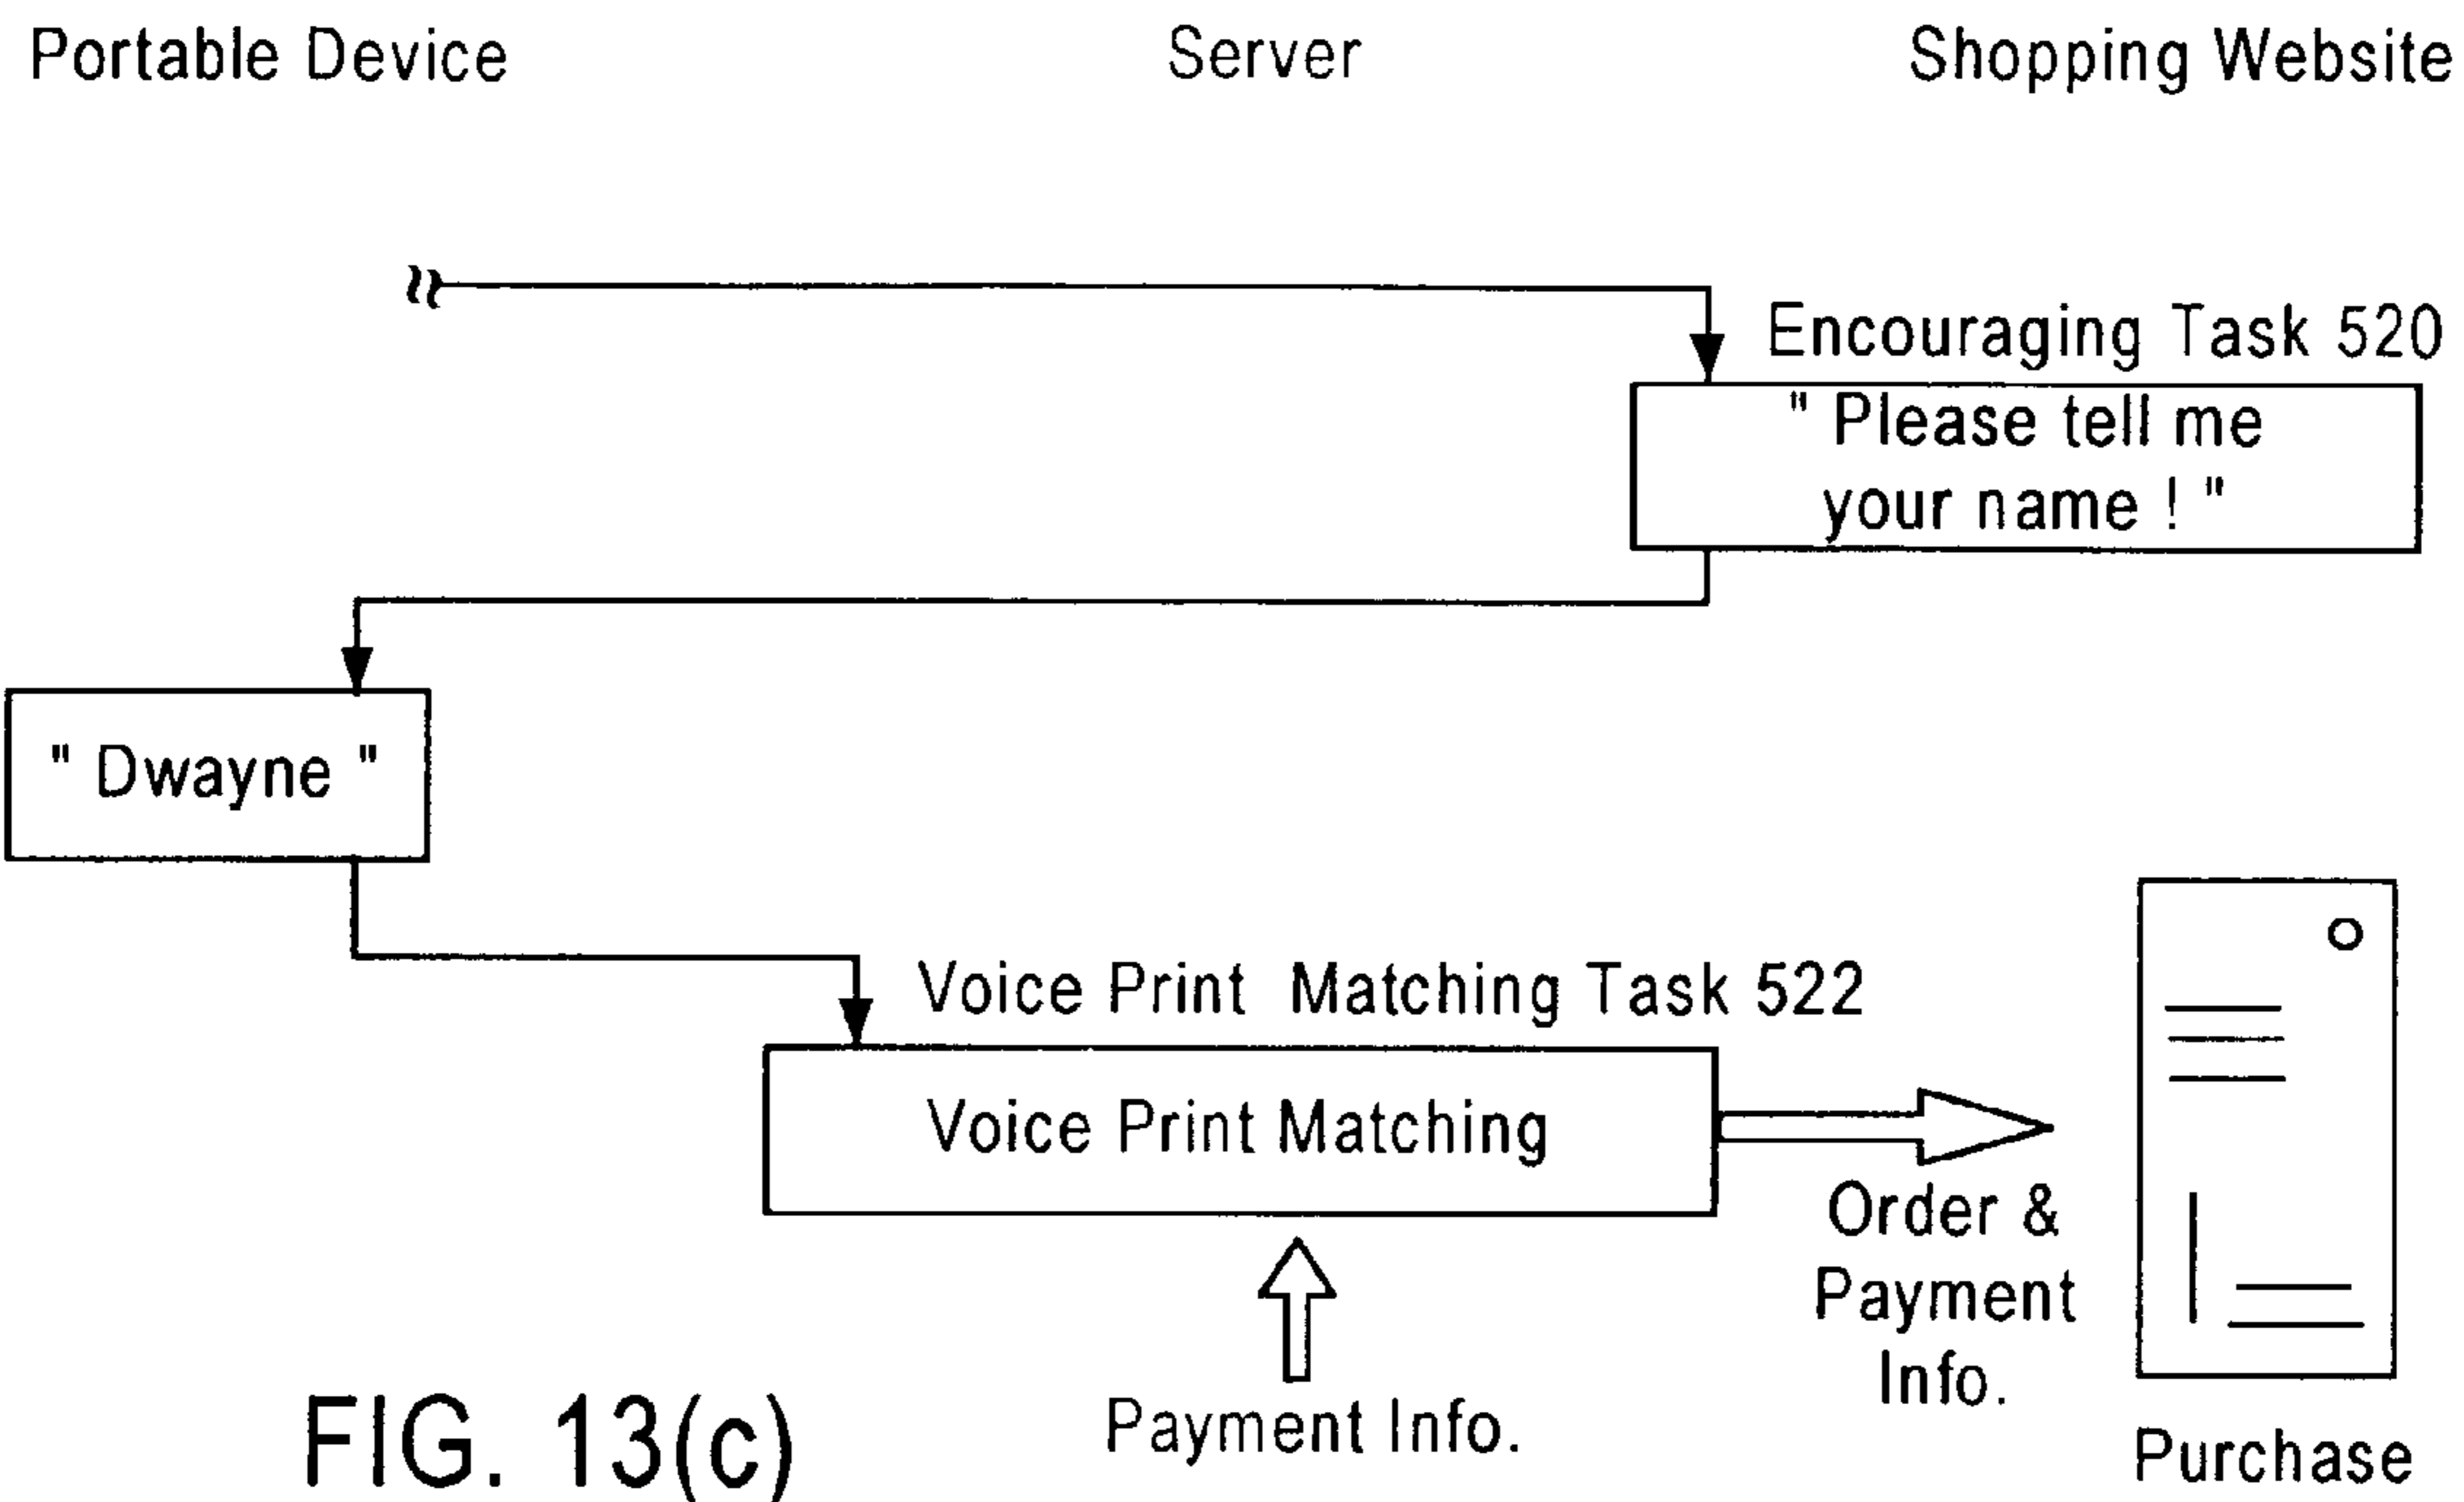 Portable Device
Server
Shopping Website
Encouraging Task 520
" Please tell me
your name ! "
" Dwayne "
Voice Print Matching Task 522
Voice Print Matching
Order &
Payment
Info.
Payment Info.
Purchase
FIG. 13(c)